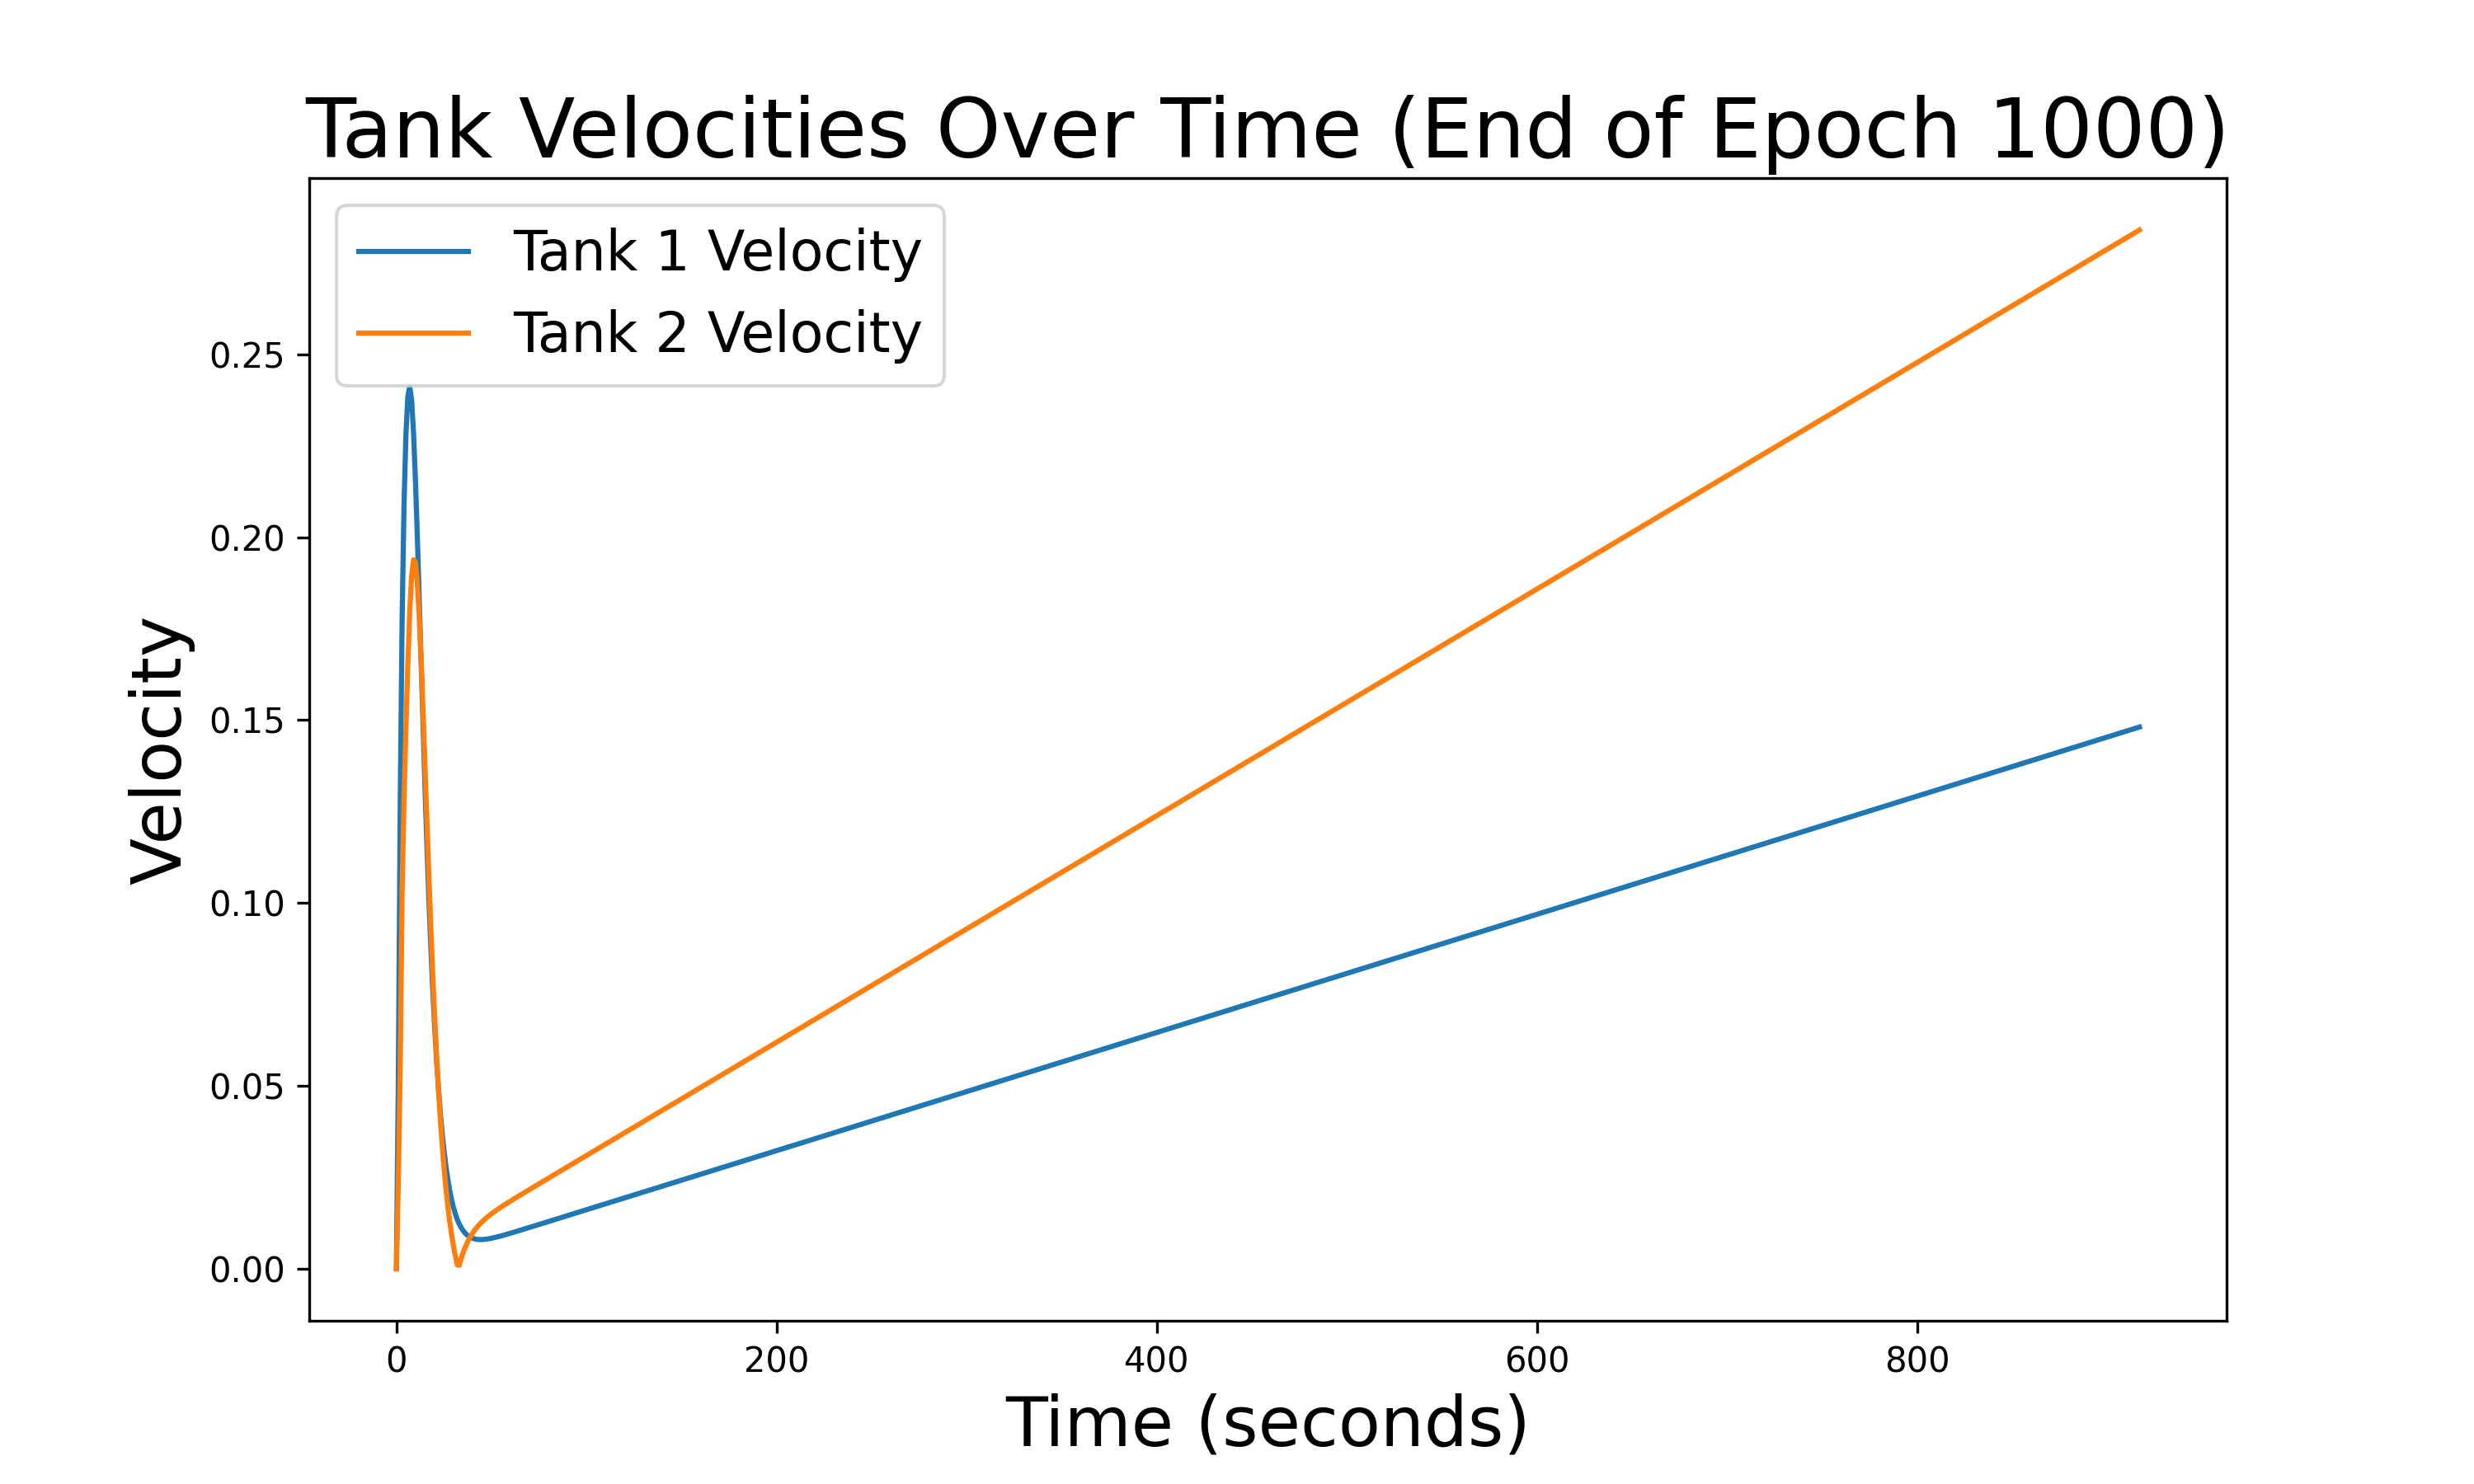 Tank Velocities Over Time (End of Epoch 1000)
Tank 1 Velocity
Tank 2 Velocity
Velocity
0.25
0.20
0.15
0.10
0.05
0.00
0 200 400 600 800
Time (seconds)